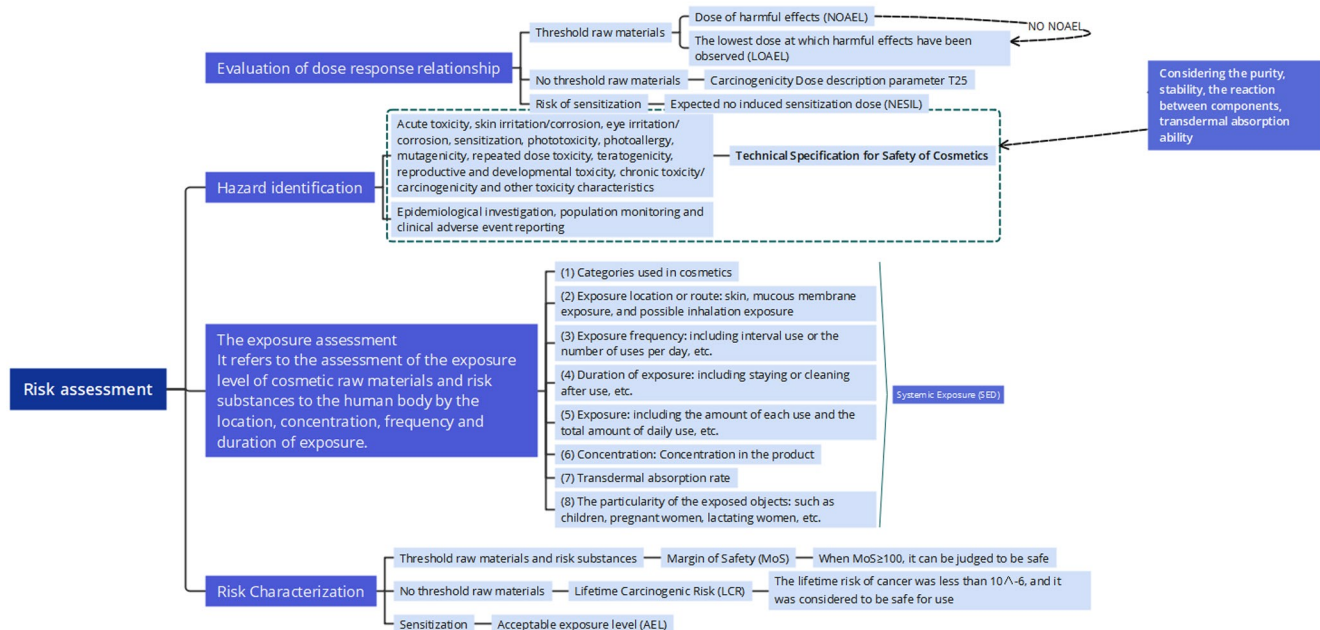 Risk assessment
Evaluation of dose response relationship
Threshold raw materials
Dose of harmful effects (NOAEL)
NO NOAEL
The lowest dose at which harmful effects have been
observed (LOAEL)
No threshold raw materials
Carcinogenicity Dose description parameter T25
Risk of sensitization
Expected no induced sensitization dose (NESIL)
Considering the purity,
stability, the reaction
between components,
transdermal absorption
ability
Hazard identification
Acute toxicity, skin irritation/corrosion, eye irritation/
corrosion, sensitization, phototoxicity, photoallergy,
mutagenicity, repeated dose toxicity, teratogenicity,
reproductive and developmental toxicity, chronic toxicity/
carcinogenicity and other toxicity characteristics
Technical Specification for Safety of Cosmetics
Epidemiological investigation, population monitoring and
clinical adverse event reporting
The exposure assessment
It refers to the assessment of the exposure
level of cosmetic raw materials and risk
substances to the human body by the
location, concentration, frequency and
duration of exposure.
(1) Categories used in cosmetics
(2) Exposure location or route: skin, mucous membrane
exposure, and possible inhalation exposure
(3) Exposure frequency: including interval use or the
number of uses per day, etc.
(4) Duration of exposure: including staying or cleaning
after use, etc.
(5) Exposure: including the amount of each use and the
total amount of daily use, etc.
(6) Concentration: Concentration in the product
(7) Transdermal absorption rate
(8) The particularity of the exposed objects: such as
children, pregnant women, lactating women, etc.
Systemic Exposure (SED)
Risk Characterization
Threshold raw materials and risk substances
Margin of Safety (MoS)
When MoS≥100, it can be judged to be safe
No threshold raw materials
Lifetime Carcinogenic Risk (LCR)
The lifetime risk of cancer was less than 10^-6, and it
was considered to be safe for use
Sensitization
Acceptable exposure level (AEL)